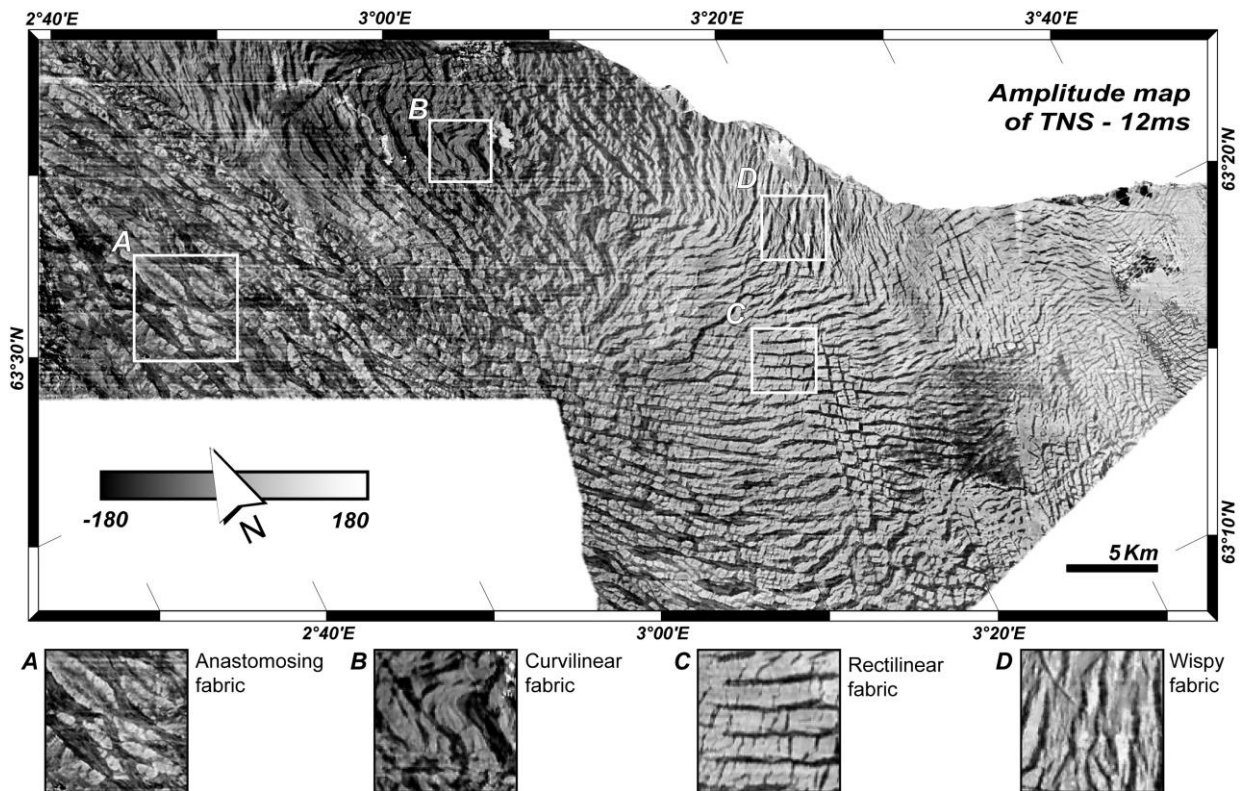 2°40'E 3°00'E 3°20'E 3°40'E
Amplitude map
of TNS - 12ms
B
63°20'N
D
A
C
63°30'N
-180 180
N
5 Km
63°10'N
2°40'E 3°00'E 3°20'E
A Anastomosing
fabric
B Curvilinear
fabric
C Rectilinear
fabric
D Wispy
fabric